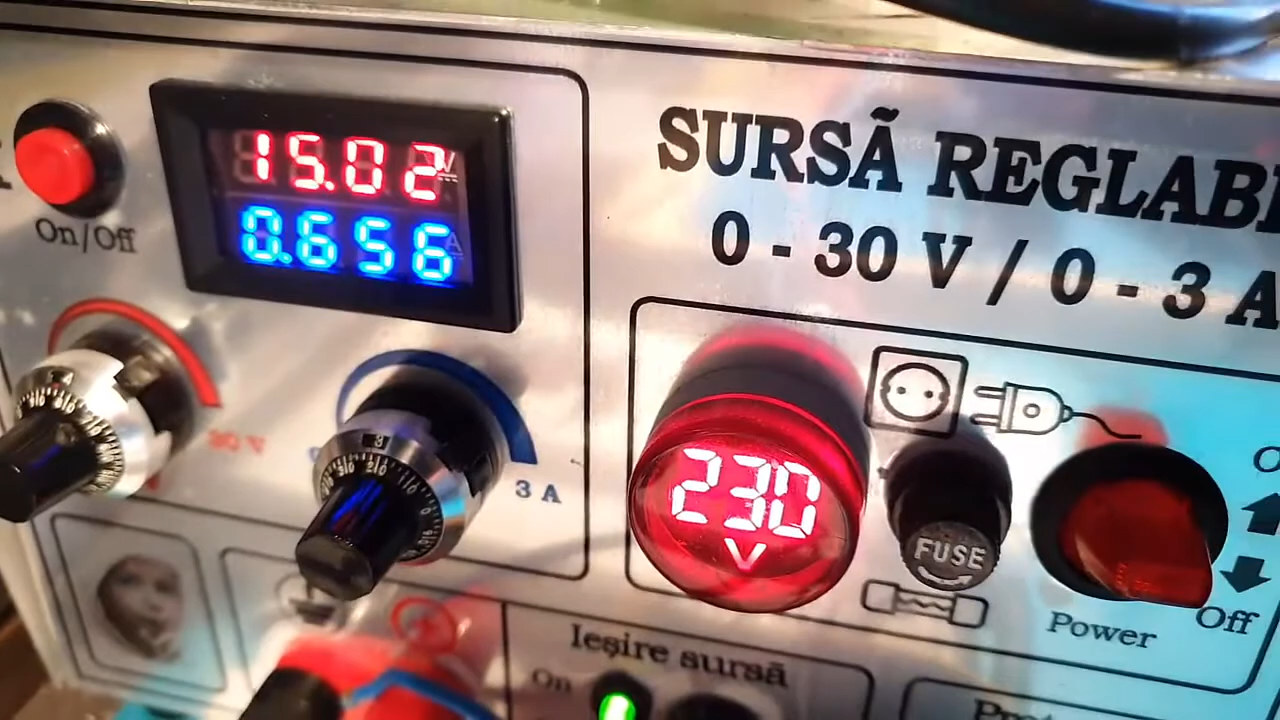 SURSĂ REGLABI
0 - 30 V / 0 - 3 A
On/Off
15.02 V
0.656 A
30 V
3 A
230
V
FUSE
Power
Off
Ieşire sursă
On